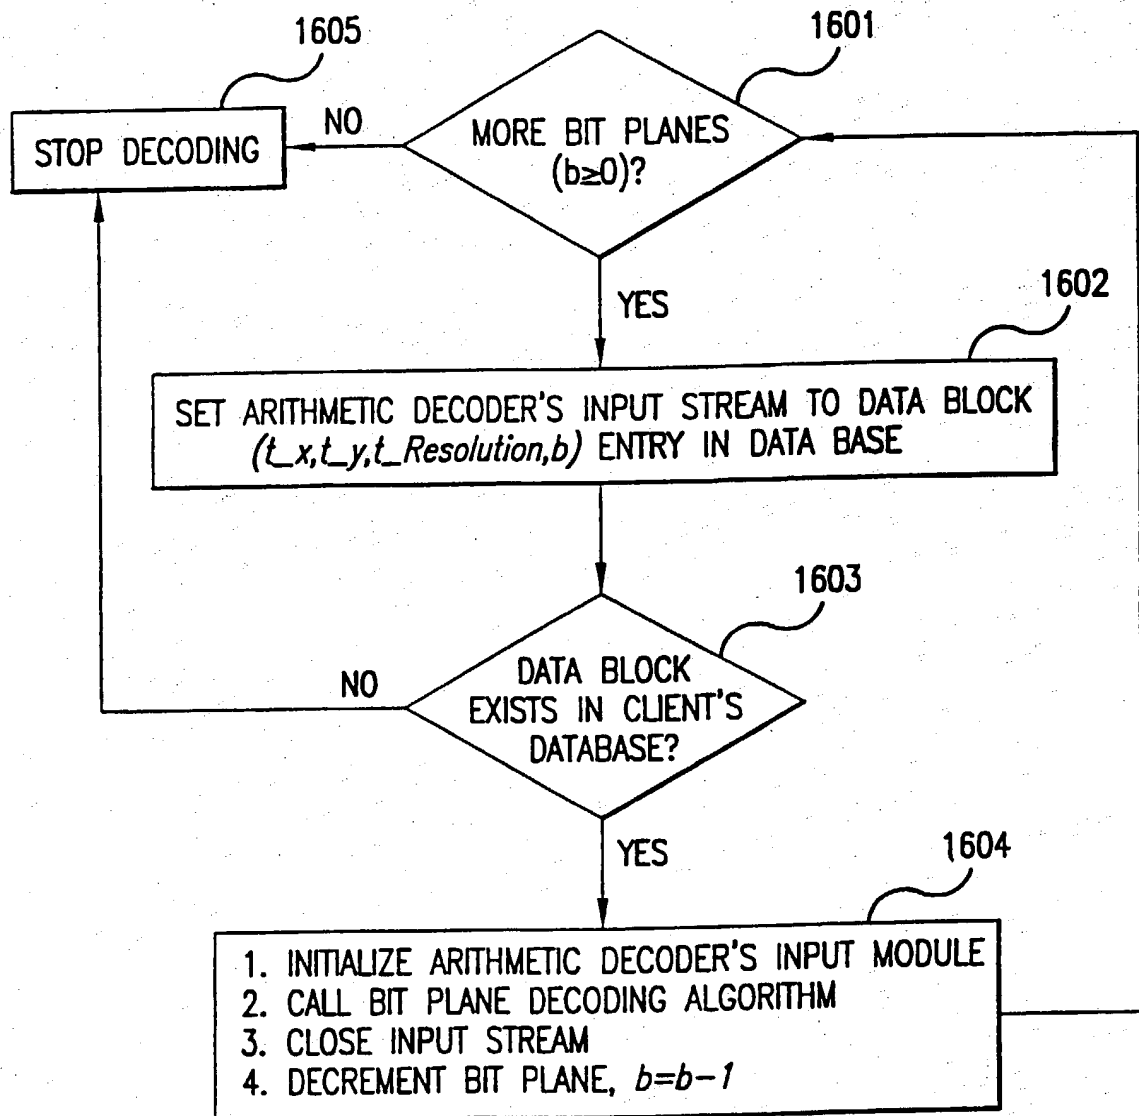 1605
1601
STOP DECODING
NO
MORE BIT PLANES
(b≥0)?
YES
1602
SET ARITHMETIC DECODER'S INPUT STREAM TO DATA BLOCK
(t_x,t_y,t_Resolution,b) ENTRY IN DATA BASE
1603
NO
DATA BLOCK
EXISTS IN CLIENT'S
DATABASE?
YES
1604
1. INITIALIZE ARITHMETIC DECODER'S INPUT MODULE
2. CALL BIT PLANE DECODING ALGORITHM
3. CLOSE INPUT STREAM
4. DECREMENT BIT PLANE, b=b-1